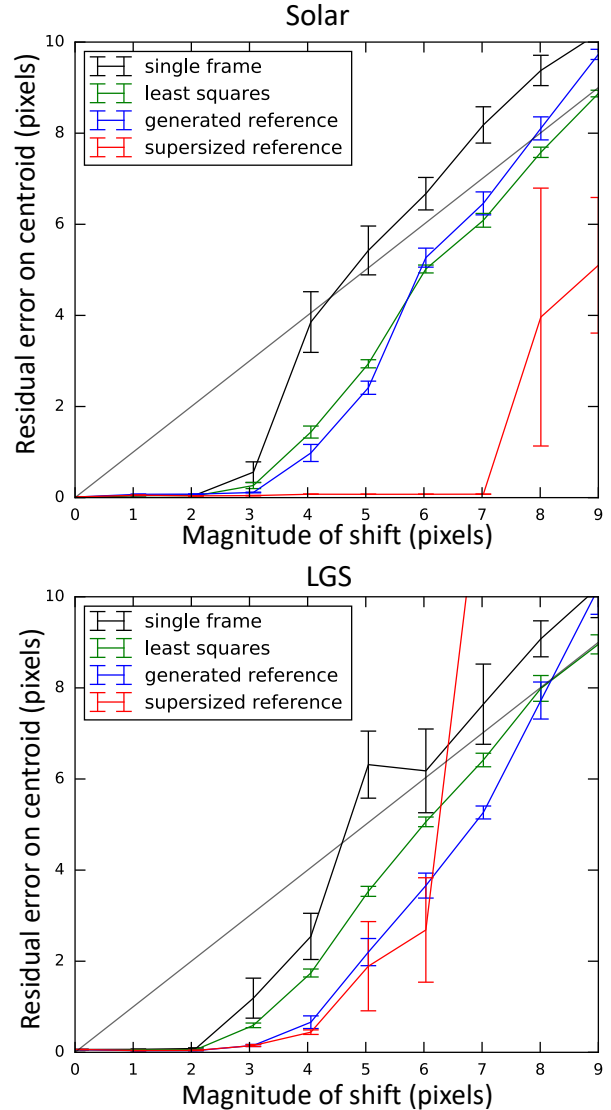 Solar
10
8
6
4
2
0
Residual error on centroid (pixels)
single frame
least squares
generated reference
supersized reference
0 1 2 3 4 5 6 7 8 9
Magnitude of shift (pixels)
LGS
10
8
6
4
2
0
Residual error on centroid (pixels)
single frame
least squares
generated reference
supersized reference
0 1 2 3 4 5 6 7 8 9
Magnitude of shift (pixels)